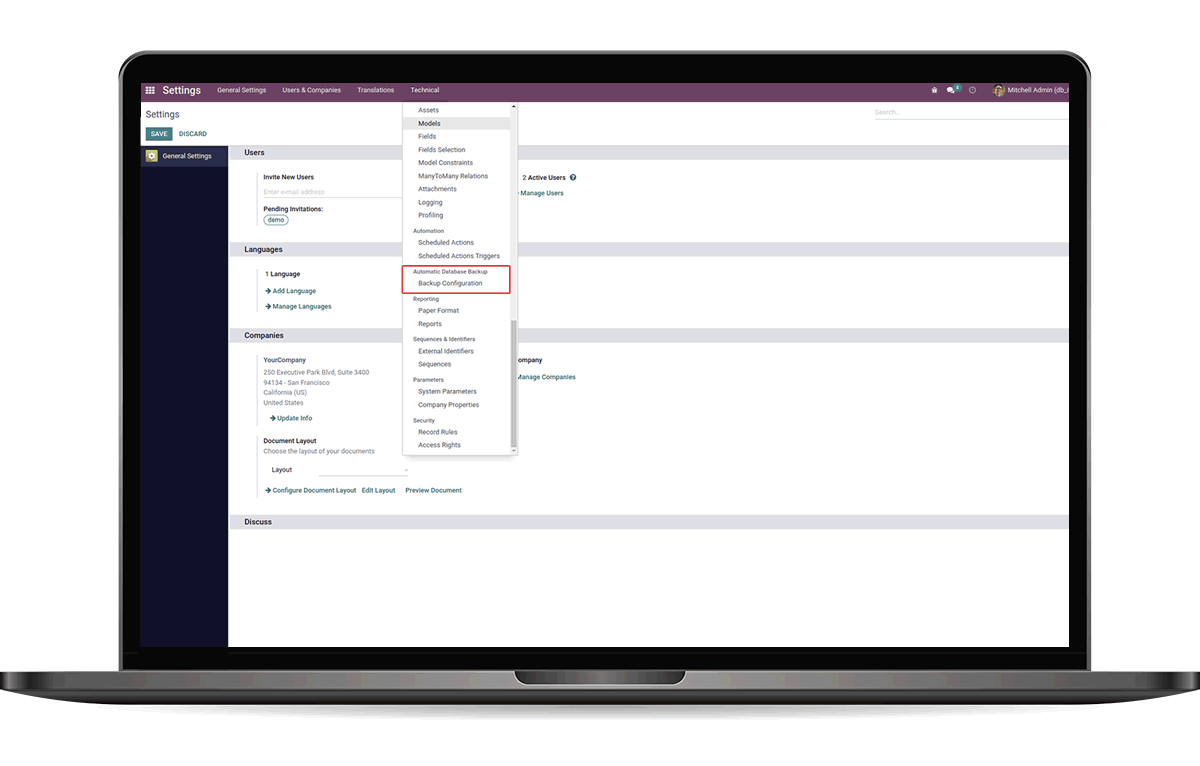 Settings General Settings Users & Companies Translations Technical 4 Mitchell Admin (db_
Settings
Search...
SAVE DISCARD
General Settings
Assets
Models
Fields
Fields Selection
Model Constraints
ManyToMany Relations
Attachments
Logging
Profiling
Automation
Scheduled Actions
Scheduled Actions Triggers
Automatic Database Backup
Backup Configuration
Reporting
Paper Format
Reports
Sequences & Identifiers
External Identifiers
Sequences
Parameters
System Parameters
Company Properties
Security
Record Rules
Access Rights
Users
Invite New Users
Enter e-mail address
Pending Invitations:
demo
2 Active Users ?
Manage Users
Languages
1 Language
Add Language
Manage Languages
Companies
YourCompany
250 Executive Park Blvd, Suite 3400
94134 - San Francisco
California (US)
United States
Update Info
ompany
Manage Companies
Document Layout
Choose the layout of your documents
Layout
Configure Document Layout Edit Layout Preview Document
Discuss